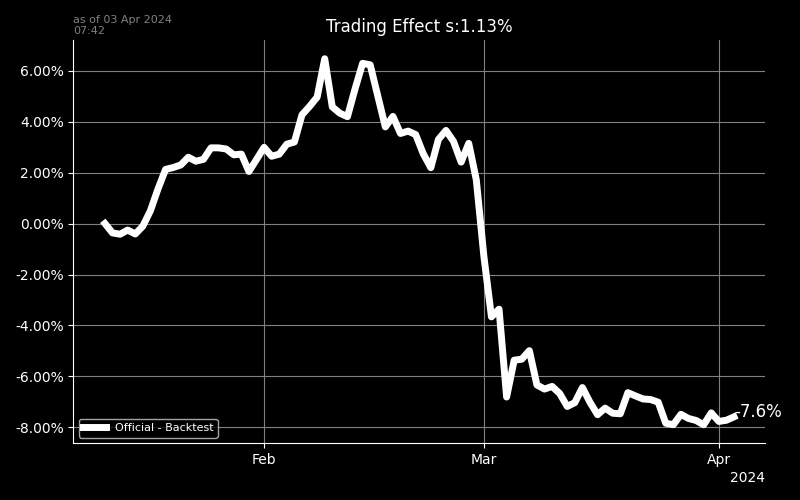 as of 03 Apr 2024
07:42
Trading Effect s:1.13%
6.00%
4.00%
2.00%
0.00%
-2.00%
-4.00%
-6.00%
-8.00%
-7.6%
Official - Backtest
Feb
Mar
Apr
2024